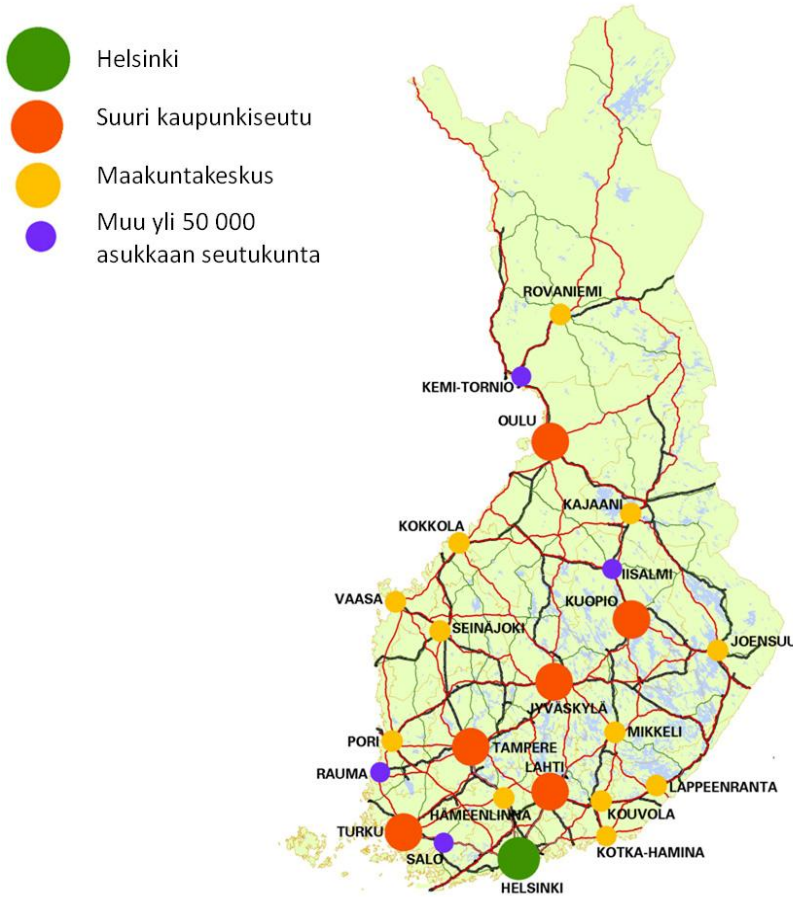 Helsinki
Suuri kaupunkiseutu
Maakuntakeskus
Muu yli 50 000
asukkaan seutukunta
ROVANIEMI
KEMI-TORNIO
OULU
KAJAANI
KOKKOLA
IISALMI
VAASA
KUOPIO
SEINÄJOKI
JOENSUU
JYVÄSKYLÄ
MIKKELI
PORI
TAMPERE
LAHTI
RAUMA
LAPPEENRANTA
HÄMEENLINNA
KOUVOLA
TURKU
SALO
KOTKA-HAMINA
HELSINKI